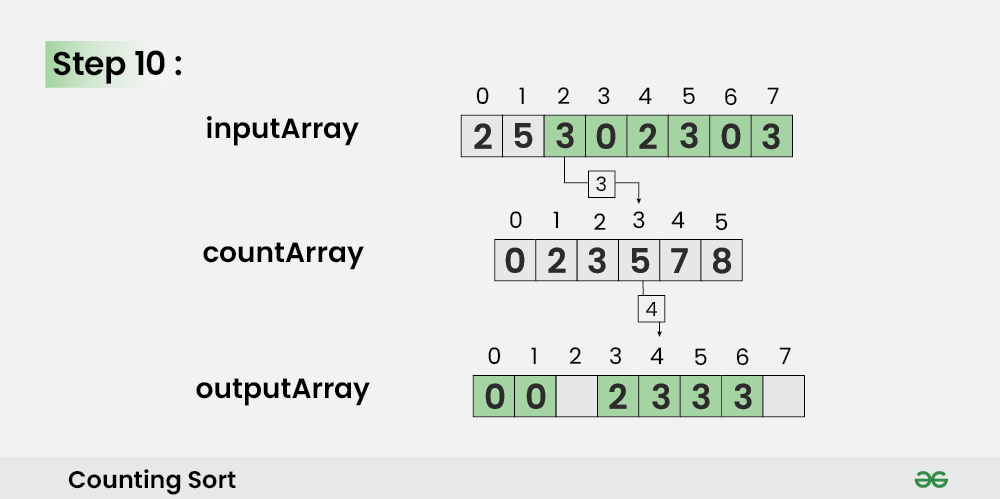 Step 10 :
0 1 2 3 4 5 6 7
inputArray 2 5 3 0 2 3 0 3
3
0 1 2 3 4 5
countArray 0 2 3 5 7 8
4
0 1 2 3 4 5 6 7
outputArray 0 0 2 3 3 3
Counting Sort